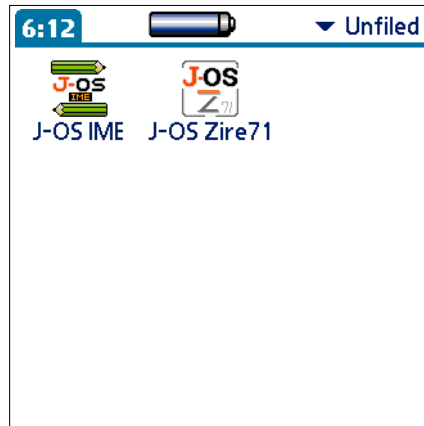 6:12
Unfiled
J-OS
IME
J-OS
Z71
J-OS IME
J-OS Zire71